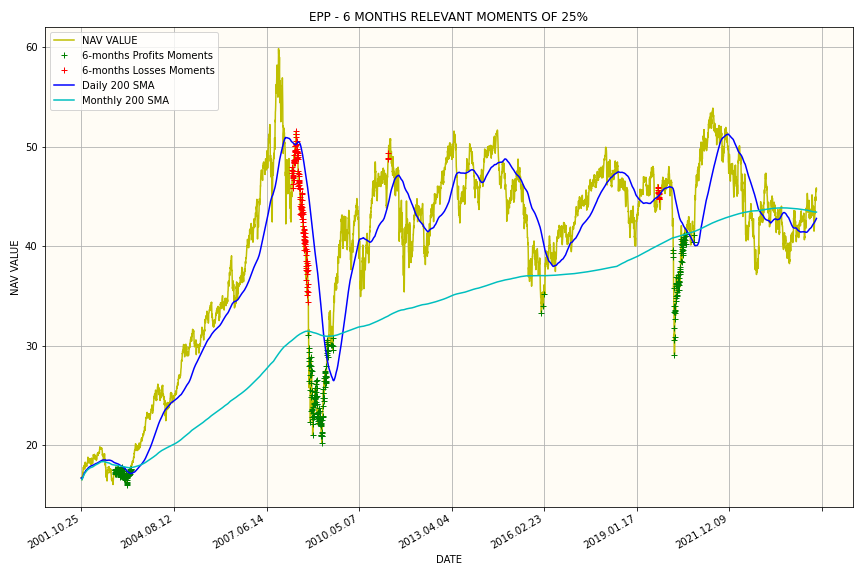 EPP - 6 MONTHS RELEVANT MOMENTS OF 25%
NAV VALUE
6-months Profits Moments
6-months Losses Moments
Daily 200 SMA
Monthly 200 SMA
60
50
40
30
20
NAV VALUE
2001.10.25
2004.08.12
2007.06.14
2010.05.07
2013.04.04
2016.02.23
2019.01.17
2021.12.09
DATE